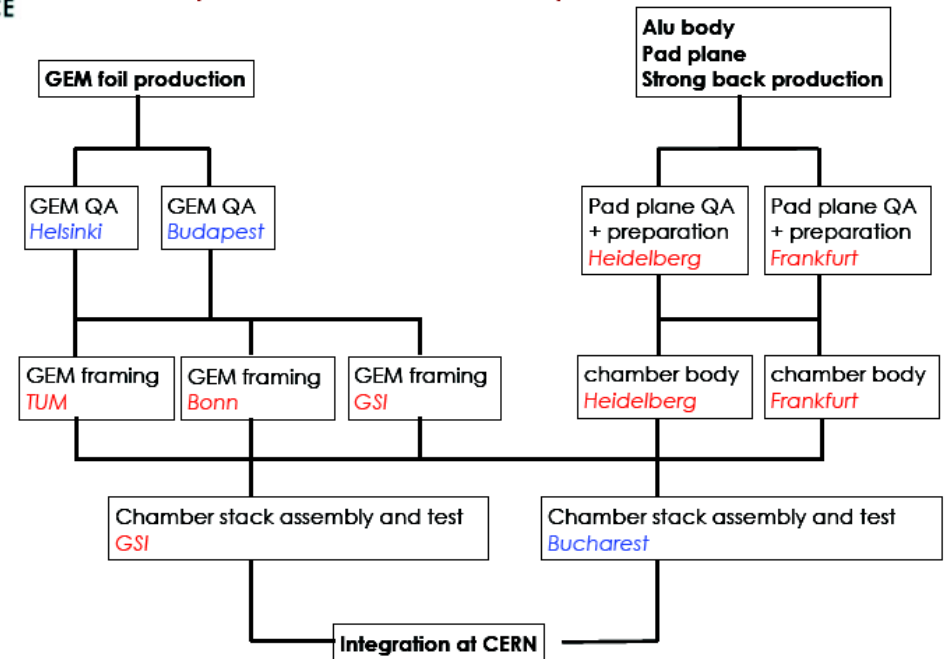 GEM foil production
Alu body
Pad plane
Strong back production
GEM QA
Helsinki
GEM QA
Budapest
Pad plane QA
+ preparation
Heidelberg
Pad plane QA
+ preparation
Frankfurt
GEM framing
TUM
GEM framing
Bonn
GEM framing
GSI
chamber body
Heidelberg
chamber body
Frankfurt
Chamber stack assembly and test
GSI
Chamber stack assembly and test
Bucharest
Integration at CERN